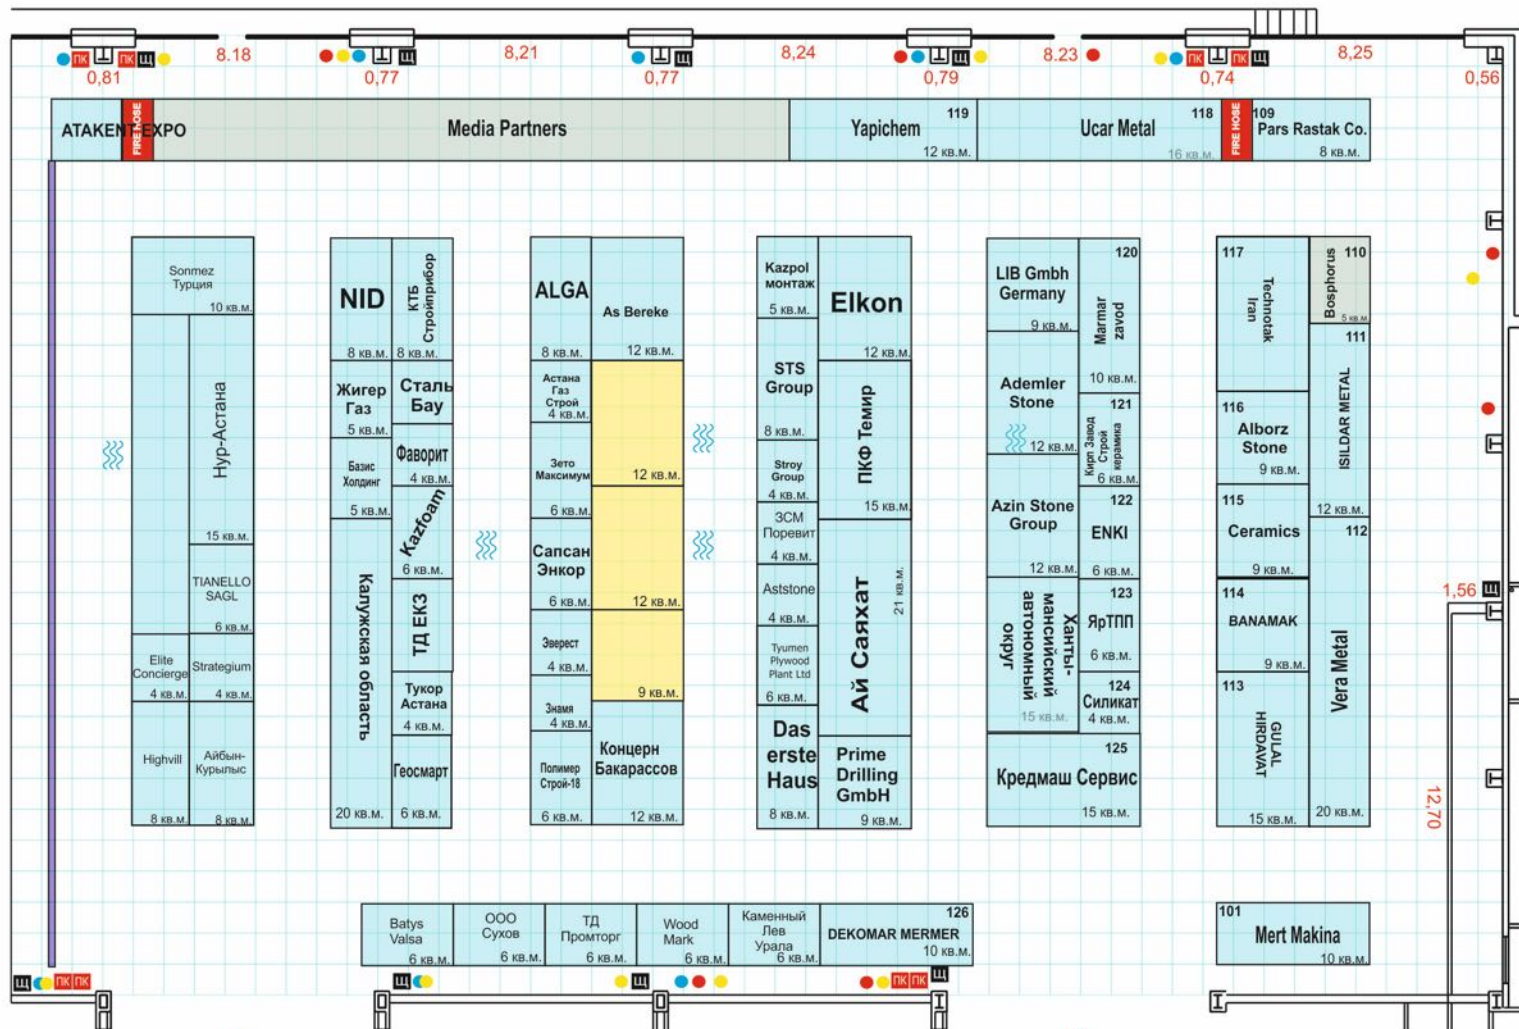 8.18
8,21
8,24
8.23
8,25
ПК
ПК
Щ
Щ
Щ
Щ
ПК
ПК
Щ
0,81
0,77
0,77
0,79
0,74
0,56
ATAKENT EXPO
FIRE HOSE
Media Partners
119
Yapichem
12 кв.м.
118
Ucar Metal
16 кв.м.
FIRE HOSE
109
Pars Rastak Co.
8 кв.м.
Sonmez
Турция
10 кв.м.
Нур-Астана
15 кв.м.
TIANELLO
SAGL
6 кв.м.
Elite
Concierge
4 кв.м.
Strategium
4 кв.м.
Highvill
8 кв.м.
Айбын-
Курылыс
8 кв.м.
NID
8 кв.м.
КТБ
Стройприбор
8 кв.м.
Жигер
Газ
5 кв.м.
Сталь
Бау
Базис
Холдинг
5 кв.м.
Фаворит
4 кв.м.
Kazfoam
6 кв.м.
Калужская область
20 кв.м.
ТД ЕКЗ
Тукор
Астана
4 кв.м.
Геосмарт
6 кв.м.
ALGA
8 кв.м.
As Bereke
12 кв.м.
Астана
Газ
Строй
4 кв.м.
12 кв.м.
Зето
Максимум
6 кв.м.
Сапсан
Энкор
6 кв.м.
12 кв.м.
Эверест
4 кв.м.
9 кв.м.
Знамя
4 кв.м.
Полимер
Строй-18
6 кв.м.
Концерн
Бакарассов
12 кв.м.
Kazpol
монтаж
5 кв.м.
Elkon
12 кв.м.
STS
Group
8 кв.м.
ПКФ Темир
15 кв.м.
Stroy
Group
4 кв.м.
ЗСМ
Поревит
4 кв.м.
Aststone
4 кв.м.
Ай Саяхат
21 кв.м.
Tyumen
Plywood
Plant Ltd
6 кв.м.
Das
erste
Haus
8 кв.м.
Prime
Drilling
GmbH
9 кв.м.
LIB Gmbh
Germany
9 кв.м.
120
Marmar
zavod
10 кв.м.
Ademler
Stone
12 кв.м.
121
Кирп Завод
Строй
керамика
6 кв.м.
Azin Stone
Group
12 кв.м.
122
ENKI
6 кв.м.
Ханты-
мансийский
автономный
округ
15 кв.м.
123
ЯрТПП
6 кв.м.
124
Силикат
4 кв.м.
125
Кредмаш Сервис
15 кв.м.
117
Technotak
Iran
110
Bosphorus
5 кв.м.
116
Alborz
Stone
9 кв.м.
111
ISILDAR METAL
12 кв.м.
115
Ceramics
9 кв.м.
112
Vera Metal
20 кв.м.
114
BANAMAK
9 кв.м.
113
GULAL
HIRDAVAT
15 кв.м.
1,56
Щ
12,70
Batys
Valsa
6 кв.м.
ООО
Сухов
6 кв.м.
ТД
Промторг
6 кв.м.
Wood
Mark
6 кв.м.
Каменный
Лев
Урала
6 кв.м.
126
DEKOMAR MERMER
10 кв.м.
101
Mert Makina
10 кв.м.
Щ
ПК
ПК
Щ
Щ
ПК
ПК
Щ